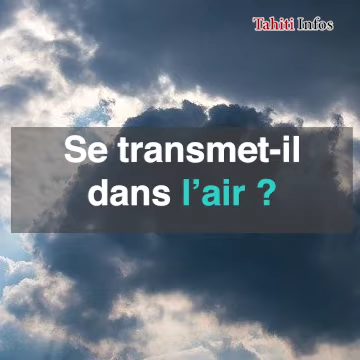 Tahiti Infos
Se transmet-il
dans l’air ?